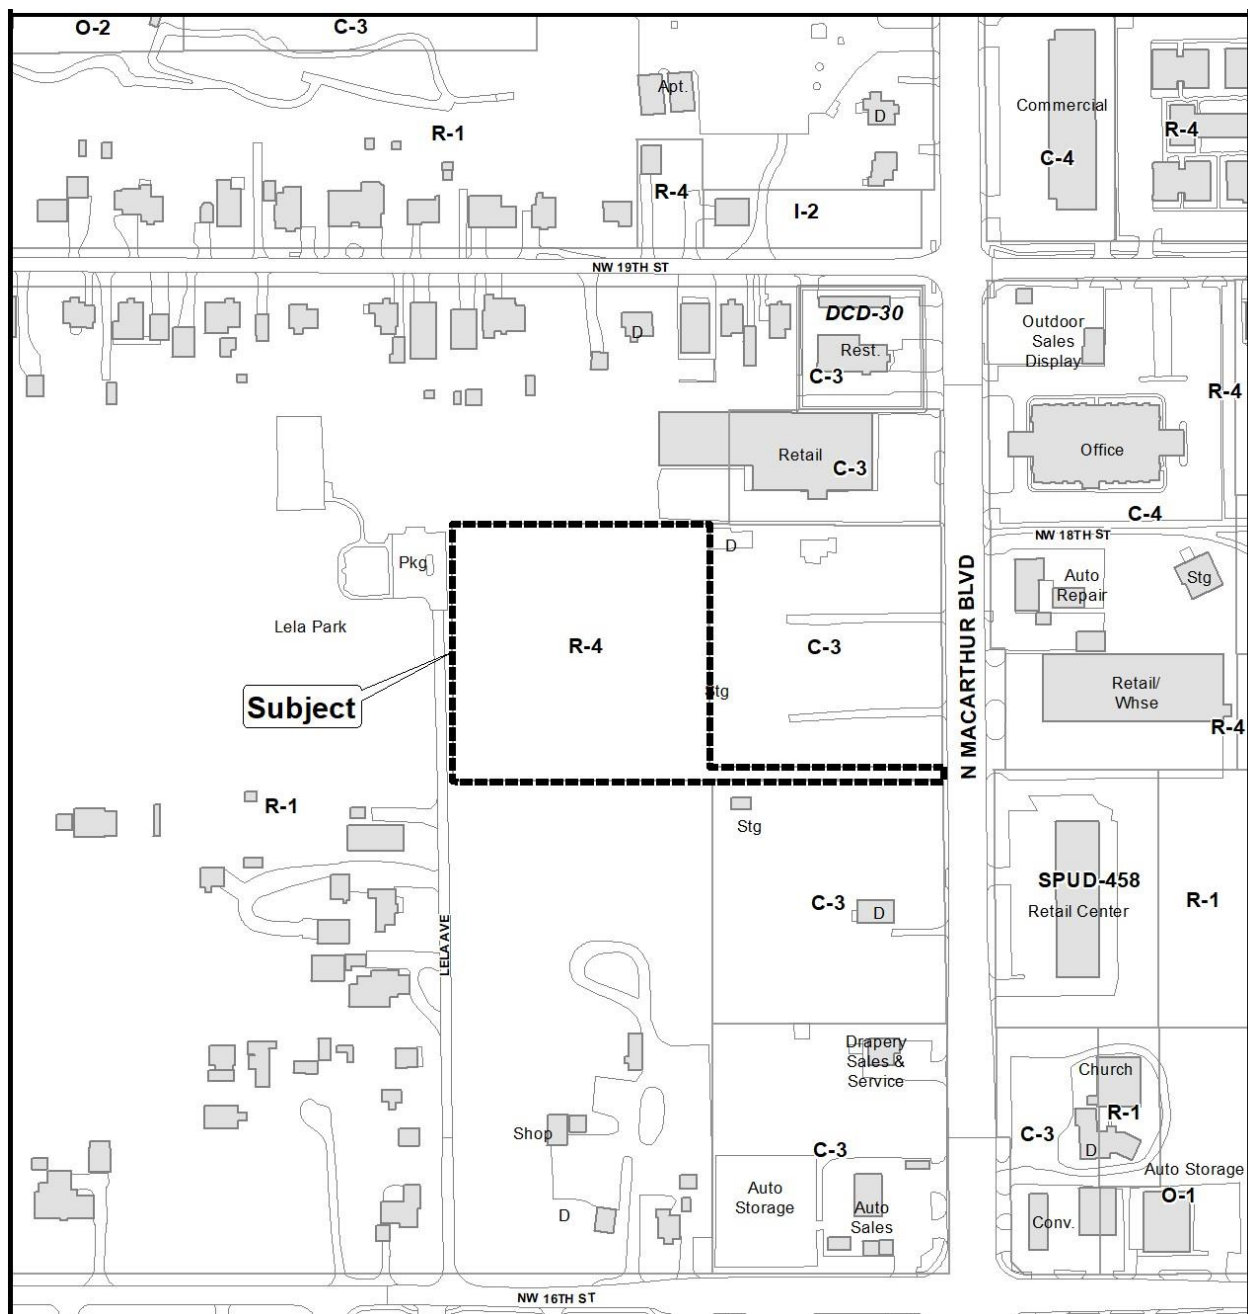 O-2
C-3
Apt.
D
Commercial
R-1
R-4
C-4
R-4
I-2
NW 19TH ST
DCD-30
D
Rest.
C-3
Outdoor
Sales
Display
R-4
Retail
C-3
Office
C-4
NW 18TH ST
D
Pkg
Auto
Repair
Stg
Lela Park
R-4
C-3
N MACARTHUR BLVD
Subject
Stg
Retail/
Whse
R-4
R-1
Stg
SPUD-458
Retail Center
R-1
C-3
D
LELA AVE
Drapery
Sales &
Service
Church
R-1
Shop
C-3
C-3
D
Auto Storage
O-1
Auto
Storage
Auto
Sales
D
Conv.
NW 16TH ST